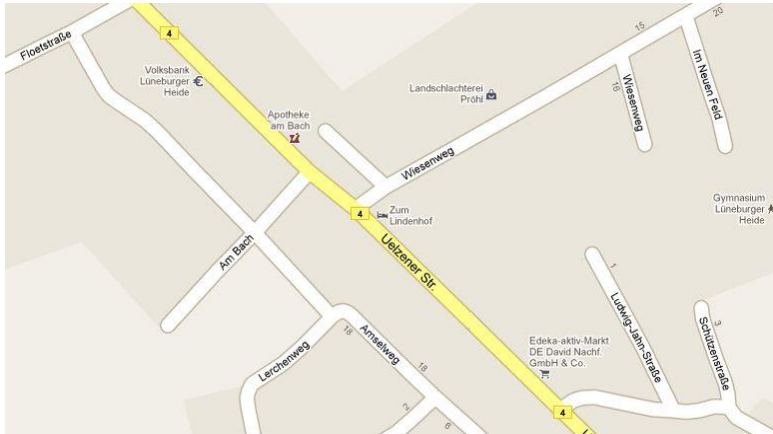 Floetstraße
4
Volksbank
Lüneburger
Heide
€
Apotheke
am Bach
Landschlachterei
Pröhl
15
20
16
Wiesenweg
Im Neuen Feld
Wiesenweg
4
Zum
Lindenhof
Gymnasium
Lüneburger
Heide
Am Bach
Uelzener Str.
1
Ludwig-Jahn-Straße
3
Schützenstraße
18
Amselweg
18
Lerchenweg
Edeka-aktiv-Markt
DE David Nachf.
GmbH & Co.
2
6
4